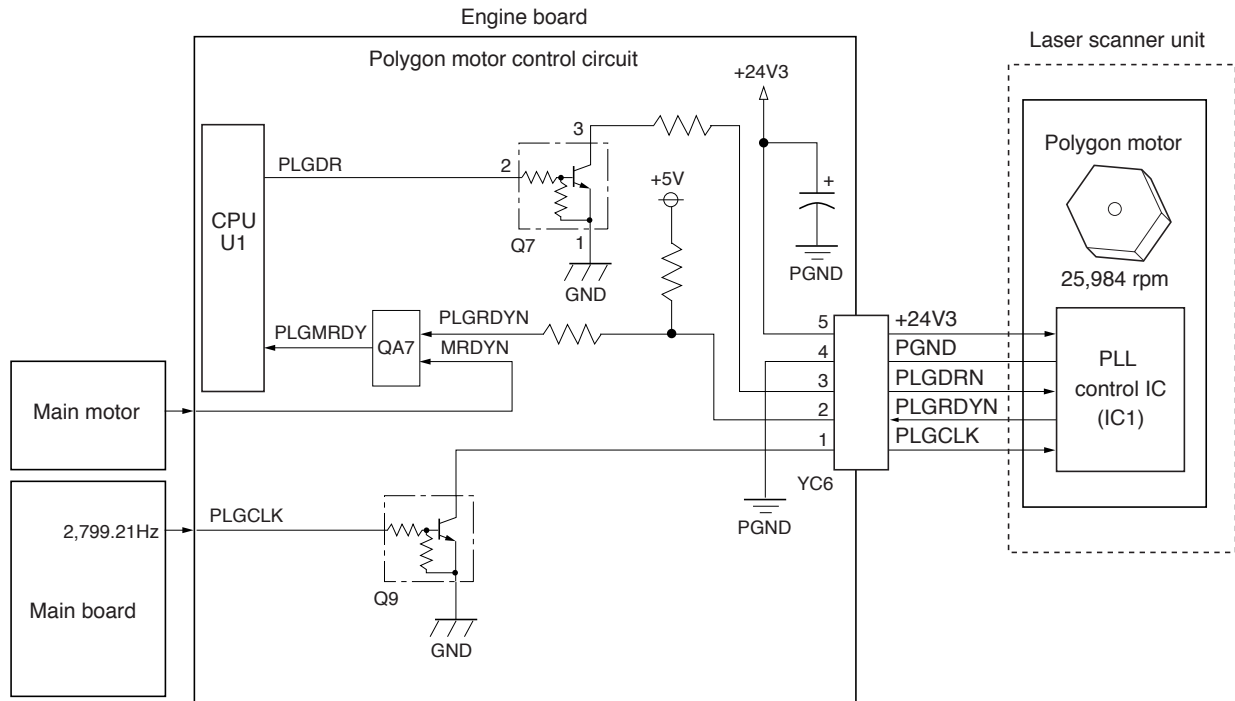 Engine board
Laser scanner unit
Polygon motor control circuit
+24V3
3
Polygon motor
PLGDR
2
+5V
+
CPU
U1
1
Q7
GND
PGND
25,984 rpm
PLGMRDY
PLGRDYN
QA7
MRDYN
5
+24V3
4
PGND
3
PLGDRN
2
PLGRDYN
1
PLGCLK
PLL
control IC
(IC1)
Main motor
YC6
PGND
2,799.21Hz
PLGCLK
Q9
GND
Main board